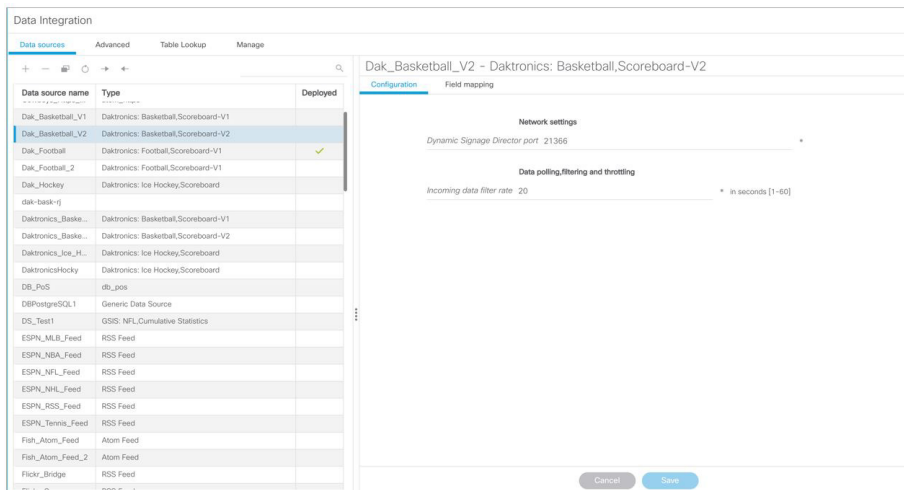 Data Integration
Data sources Advanced Table Lookup Manage
Data source name Type Deployed
Dak_Basketball_V1 Daktronics: Basketball,Scoreboard-V1
Dak_Basketball_V2 Daktronics: Basketball,Scoreboard-V2
Dak_Football Daktronics: Football,Scoreboard-V1
Dak_Football_2 Daktronics: Football,Scoreboard-V1
Dak_Hockey Daktronics: Ice Hockey,Scoreboard
dak-bask-rj
Daktronics_Baske... Daktronics: Basketball,Scoreboard-V1
Daktronics_Baske... Daktronics: Basketball,Scoreboard-V2
Daktronics_Ice_H... Daktronics: Ice Hockey,Scoreboard
DaktronicsHocky Daktronics: Ice Hockey,Scoreboard
DB_PoS db_pos
DBPostgreSQL1 Generic Data Source
DS_Test1 GSIS: NFL,Cumulative Statistics
ESPN_MLB_Feed RSS Feed
ESPN_NBA_Feed RSS Feed
ESPN_NFL_Feed RSS Feed
ESPN_NHL_Feed RSS Feed
ESPN_RSS_Feed RSS Feed
ESPN_Tennis_Feed RSS Feed
Fish_Atom_Feed Atom Feed
Fish_Atom_Feed_2 Atom Feed
Flickr_Bridge RSS Feed
Dak_Basketball_V2 - Daktronics: Basketball,Scoreboard-V2
Configuration Field mapping
Network settings
Dynamic Signage Director port 21366 *
Data polling,filtering and throttling
Incoming data filter rate 20 * in seconds [1-60]
Cancel Save